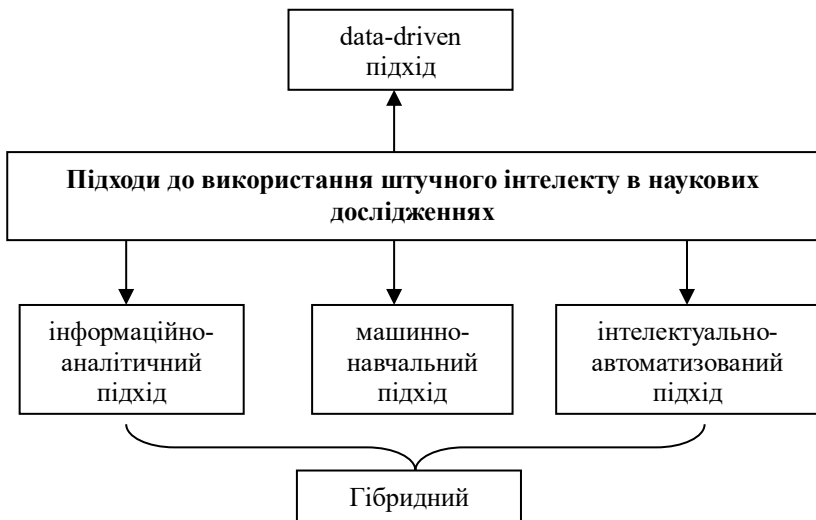 data-driven
підхід
Підходи до використання штучного інтелекту в наукових
дослідженнях
інформаційно-
аналітичний
підхід
машинно-
навчальний
підхід
інтелектуально-
автоматизований
підхід
Гібридний